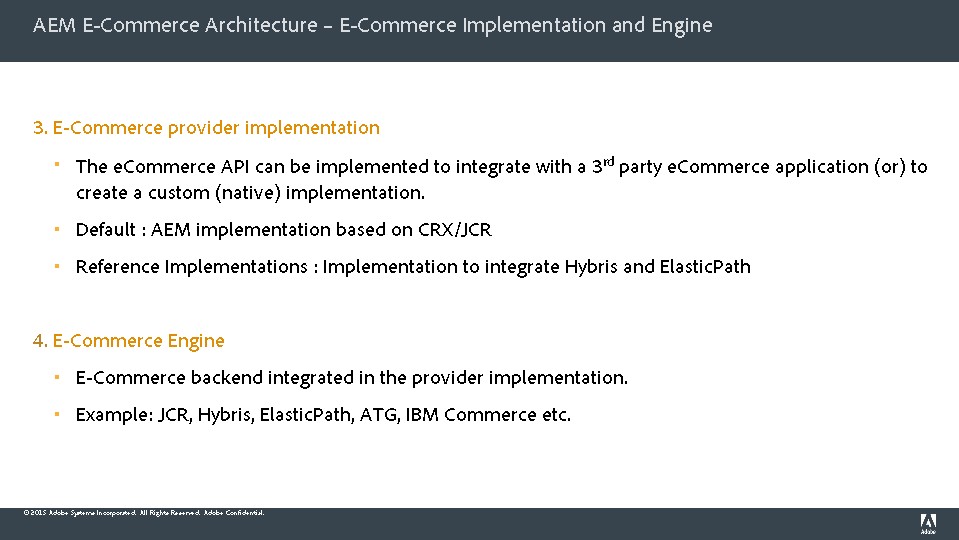 AEM E-Commerce Architecture – E-Commerce Implementation and Engine
3. E-Commerce provider implementation
▪ The eCommerce API can be implemented to integrate with a 3rd party eCommerce application (or) to
create a custom (native) implementation.
▪ Default : AEM implementation based on CRX/JCR
▪ Reference Implementations : Implementation to integrate Hybris and ElasticPath
4. E-Commerce Engine
▪ E-Commerce backend integrated in the provider implementation.
▪ Example: JCR, Hybris, ElasticPath, ATG, IBM Commerce etc.
© 2015 Adobe Systems Incorporated. All Rights Reserved. Adobe Confidential.
Adobe